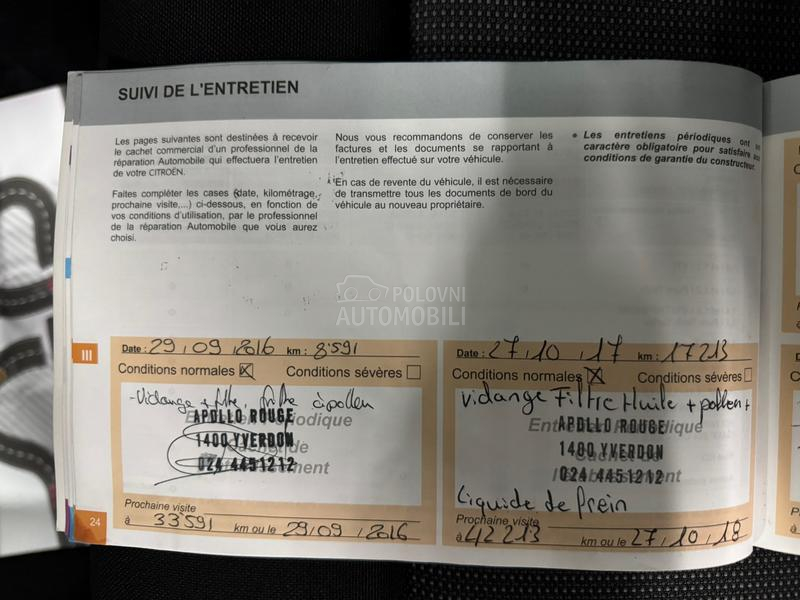 SUIVI DE L'ENTRETIEN
Les pages suivantes sont destinées à recevoir
le cachet commercial d'un professionnel de la
réparation Automobile qui effectuera l'entretien
de votre CITROËN.
Faites compléter les cases (date, kilométrage,
prochaine visite,...) ci-dessous, en fonction de
vos conditions d'utilisation, par le professionnel
de la réparation Automobile que vous aurez
choisi.
Nous vous recommandons de conserver les
factures et les documents se rapportant à
l'entretien effectué sur votre véhicule.
En cas de revente du véhicule, il est nécessaire
de transmettre tous les documents de bord du
véhicule au nouveau propriétaire.
• Les entretiens périodiques ont un
caractère obligatoire pour satisfaire aux
conditions de garantie du constructeur.
POLOVNI
AUTOMOBILI
III
Date : 29 / 09 / 2016 km : 8591
Conditions normales Conditions sévères
- Vidange + filtre, filtre à pollen
APOLLO ROUGE
1400 YVERDON
024 4451212
Prochaine visite
à 33591 km ou le 29 / 09 / 2016
Date : 27 / 10 / 17 km : 17213
Conditions normales Conditions sévères
Vidange Filtre Huile + pollen +
Entretien Périodique
APOLLO ROUGE
Cachet de
1400 YVERDON
024 4451212
Liquide de frein
Prochaine visite
à 42213 km ou le 27 / 10 / 18
24